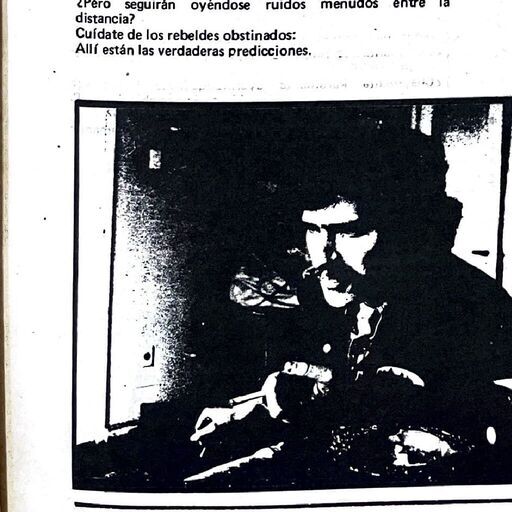 ¿Pero seguirán oyéndose ruidos menudos entre la
distancia?
Cuídate de los rebeldes obstinados:
Allí están las verdaderas predicciones.